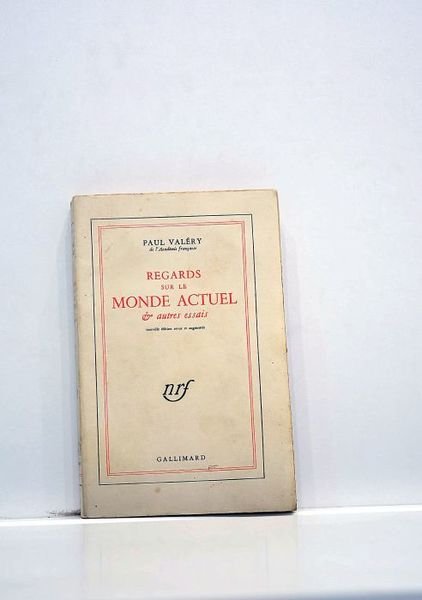 PAUL VALÉRY
de l'Académie française
REGARDS
SUR LE
MONDE ACTUEL
& autres essais
nouvelle édition revue et augmentée
nrf
GALLIMARD